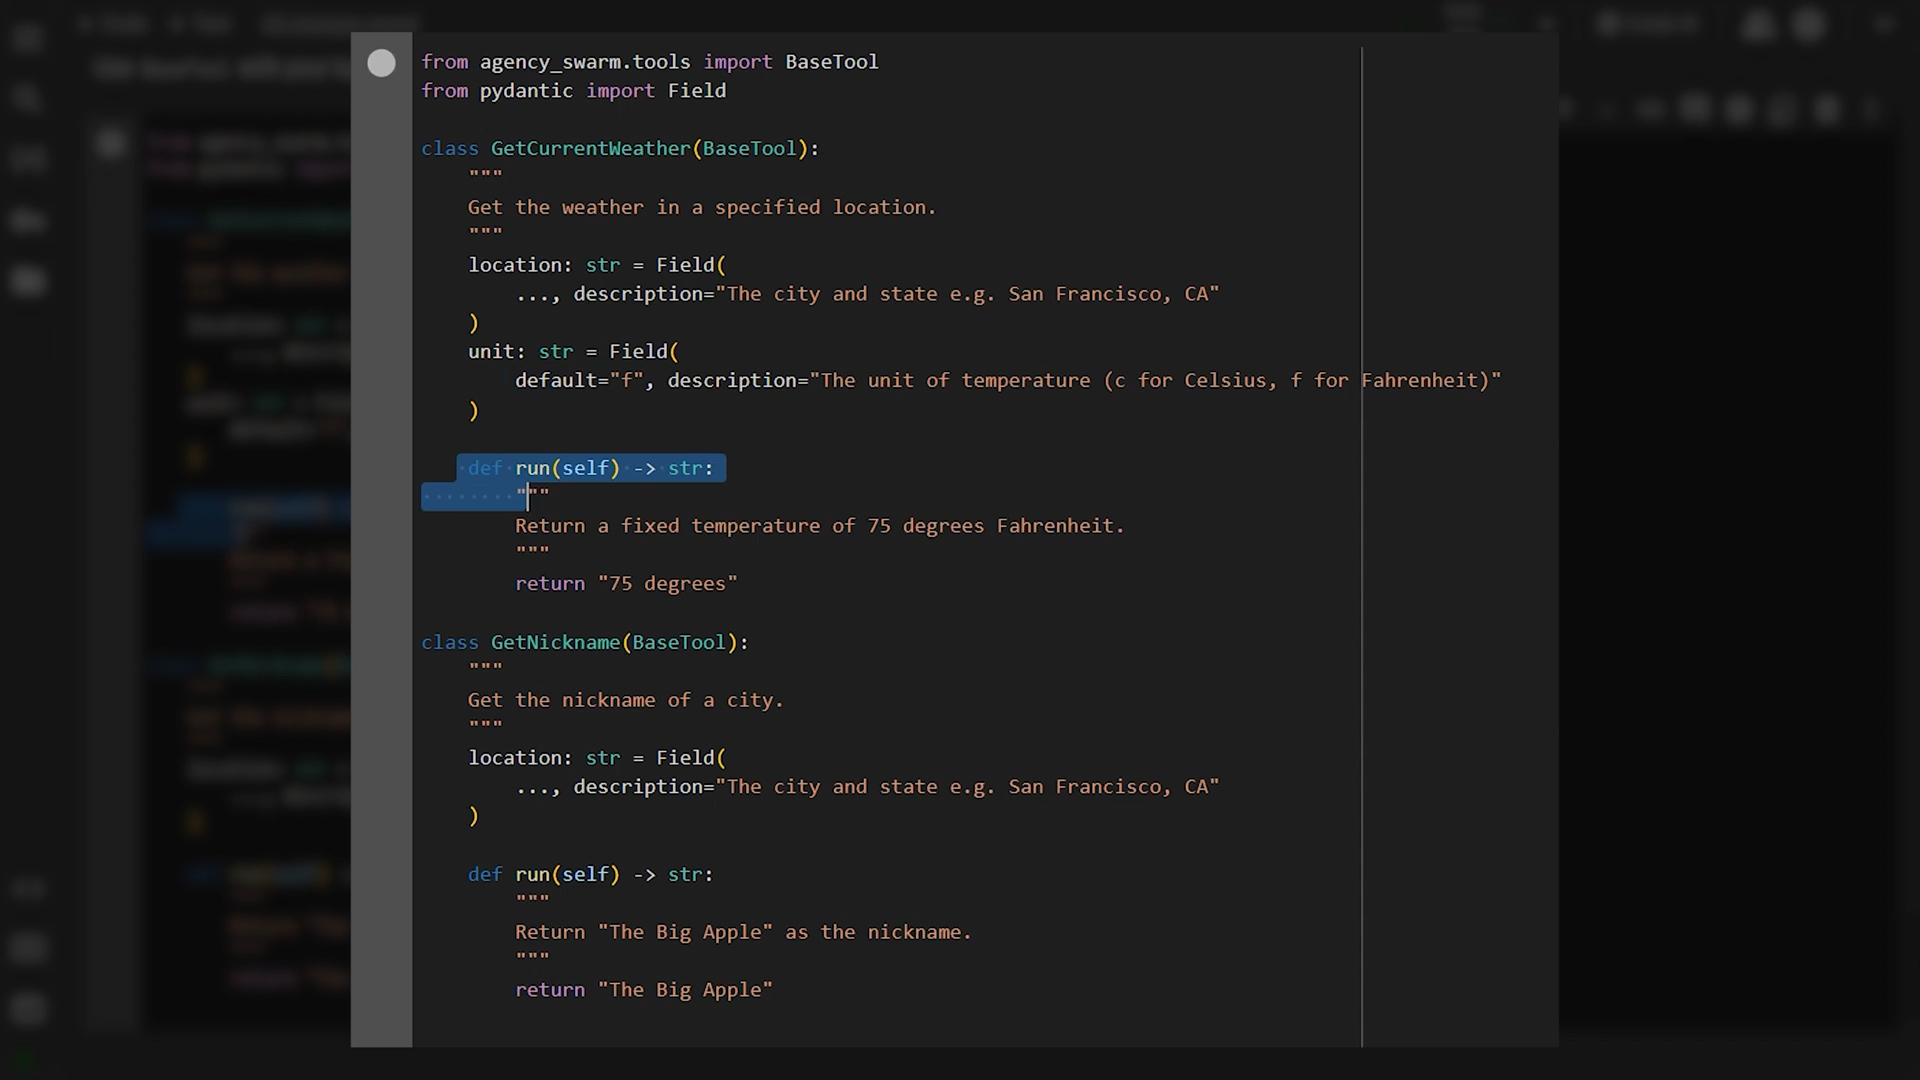 from agency_swarm.tools import BaseTool
from pydantic import Field
class GetCurrentWeather(BaseTool):
"""
Get the weather in a specified location.
"""
location: str = Field(
..., description="The city and state e.g. San Francisco, CA"
)
unit: str = Field(
default="f", description="The unit of temperature (c for Celsius, f for Fahrenheit)"
)
def run(self) -> str:
"""
Return a fixed temperature of 75 degrees Fahrenheit.
"""
return "75 degrees"
class GetNickname(BaseTool):
"""
Get the nickname of a city.
"""
location: str = Field(
..., description="The city and state e.g. San Francisco, CA"
)
def run(self) -> str:
"""
Return "The Big Apple" as the nickname.
"""
return "The Big Apple"